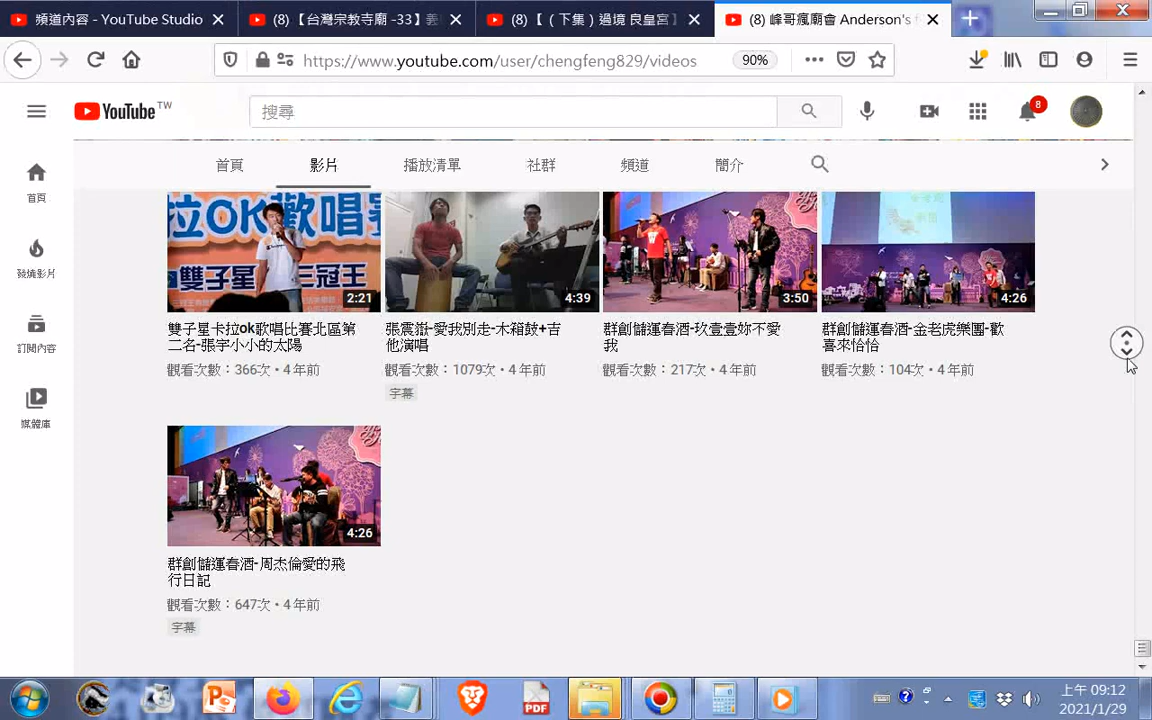 頻道內容 - YouTube Studio
(8)【台灣宗教寺廟 -33】義
(8)【（下集）過境 良皇宮】
(8) 峰哥瘋廟會 Anderson's f
https://www.youtube.com/user/chengfeng829/videos
90%
YouTube TW
搜尋
8
首頁
影片
播放清單
社群
頻道
簡介
首頁
發燒影片
訂閱內容
媒體庫
拉OK歡唱賽
雙子星
三冠王
2:21
4:39
3:50
4:26
雙子星卡拉ok歌唱比賽北區第
二名-張宇小小的太陽
觀看次數：366次・4 年前
張震嶽-愛我別走-木箱鼓+吉
他演唱
觀看次數：1079次・4 年前
字幕
群創儲運春酒-玖壹壹妳不愛
我
觀看次數：217次・4 年前
群創儲運春酒-金老虎樂團-歡
喜來恰恰
觀看次數：104次・4 年前
4:26
群創儲運春酒-周杰倫愛的飛
行日記
觀看次數：647次・4 年前
字幕
PDF
上午 09:12
2021/1/29